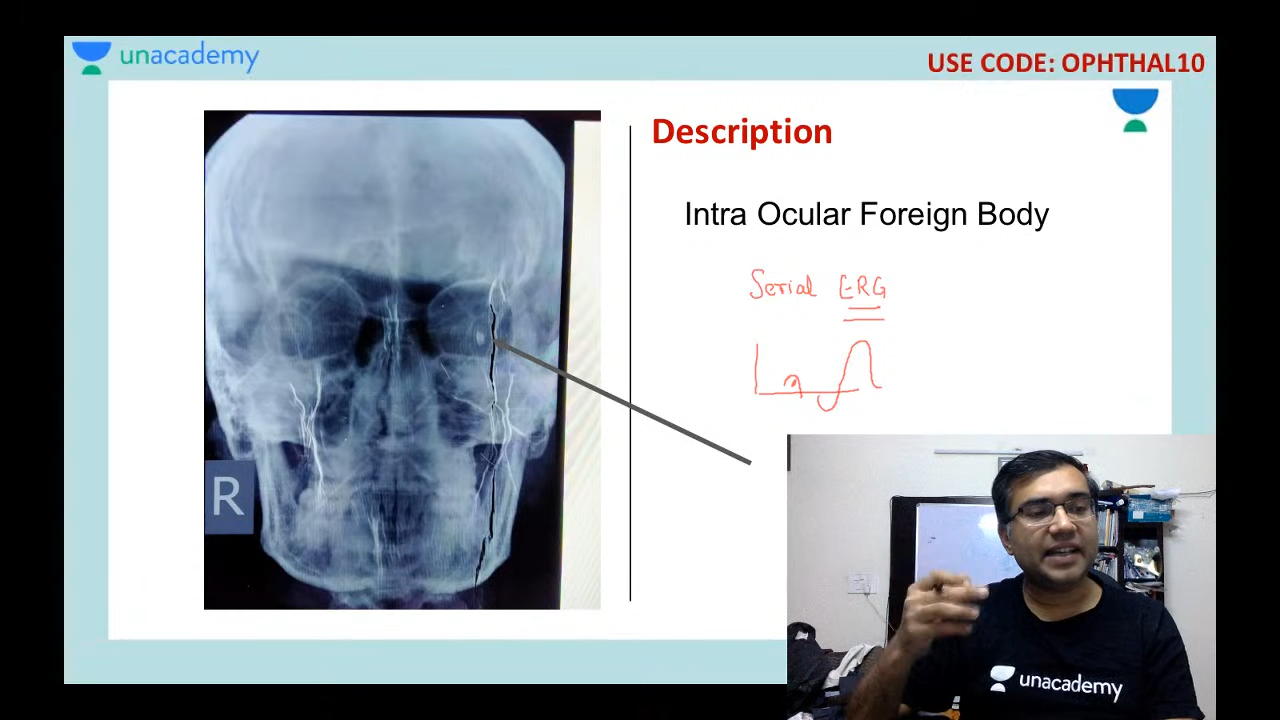 unacademy
USE CODE: OPHTHAL10
Description
Intra Ocular Foreign Body
Serial ERG
R
unacademy